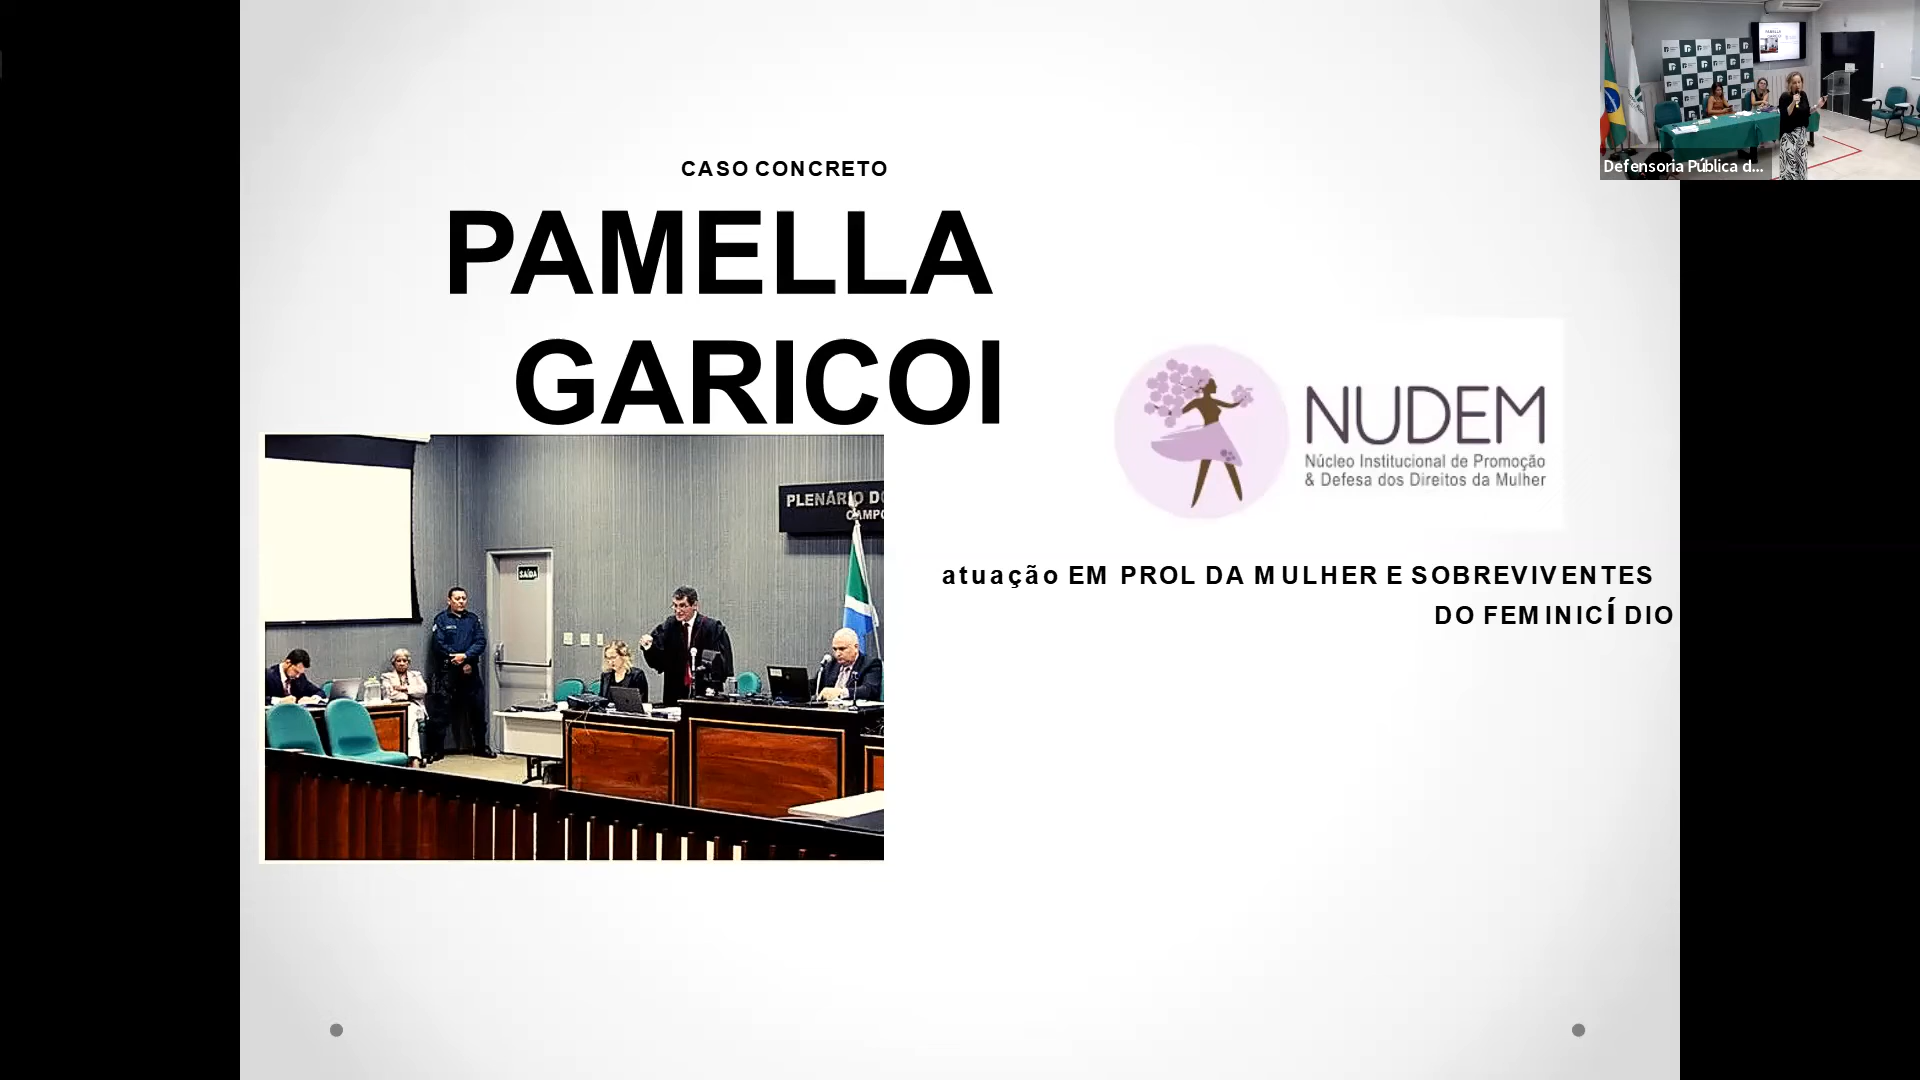 CASO CONCRETO
PAMELLA
GARICOI
NUDEM
Núcleo Institucional de Promoção
& Defesa dos Direitos da Mulher
atuação EM PROL DA MULHER E SOBREVIVENTES
DO FEMINICÍDIO
PLENÁRIO DO
CAMPO
SAÍDA
Defensoria Pública d...